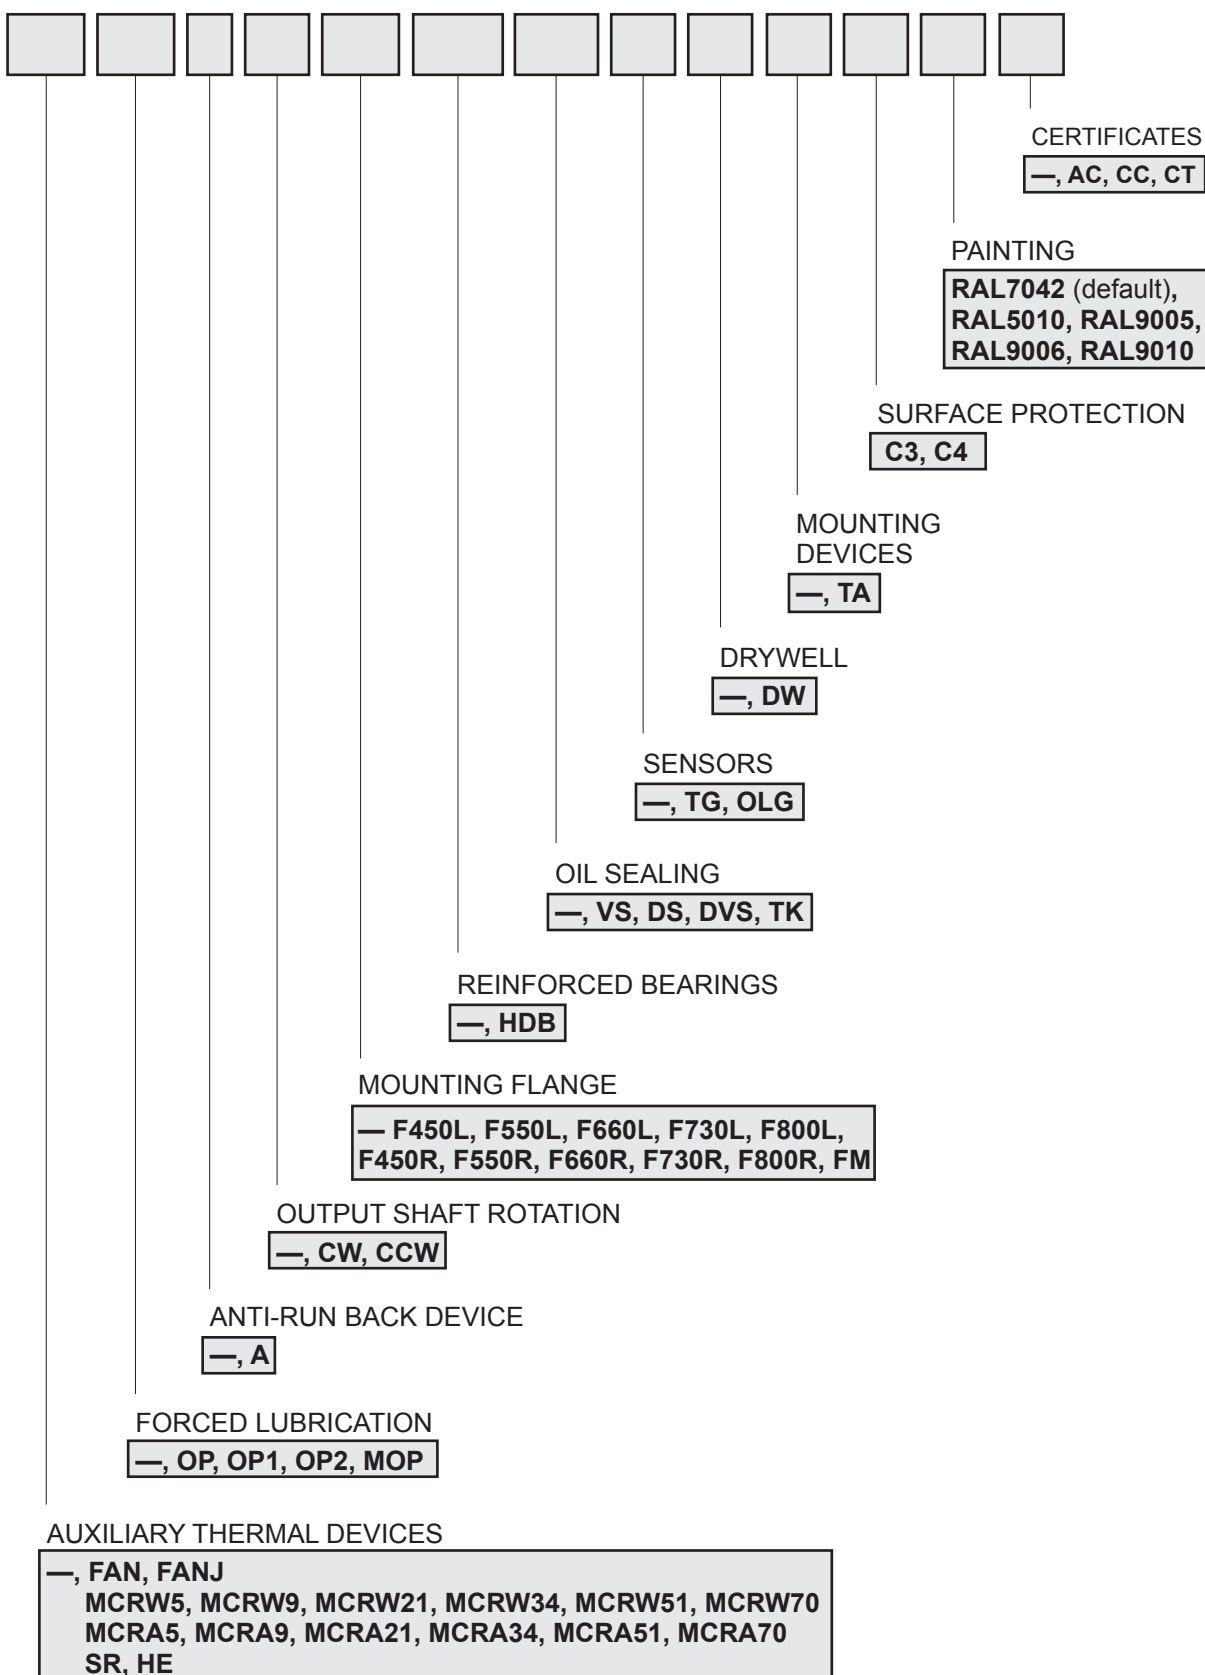 CERTIFICATES
—, AC, CC, CT
PAINTING
RAL7042 (default),
RAL5010, RAL9005,
RAL9006, RAL9010
SURFACE PROTECTION
C3, C4
MOUNTING
DEVICES
—, TA
DRYWELL
—, DW
SENSORS
—, TG, OLG
OIL SEALING
—, VS, DS, DVS, TK
REINFORCED BEARINGS
—, HDB
MOUNTING FLANGE
— F450L, F550L, F660L, F730L, F800L,
F450R, F550R, F660R, F730R, F800R, FM
OUTPUT SHAFT ROTATION
—, CW, CCW
ANTI-RUN BACK DEVICE
—, A
FORCED LUBRICATION
—, OP, OP1, OP2, MOP
AUXILIARY THERMAL DEVICES
—, FAN, FANJ
MCRW5, MCRW9, MCRW21, MCRW34, MCRW51, MCRW70
MCRA5, MCRA9, MCRA21, MCRA34, MCRA51, MCRA70
SR, HE